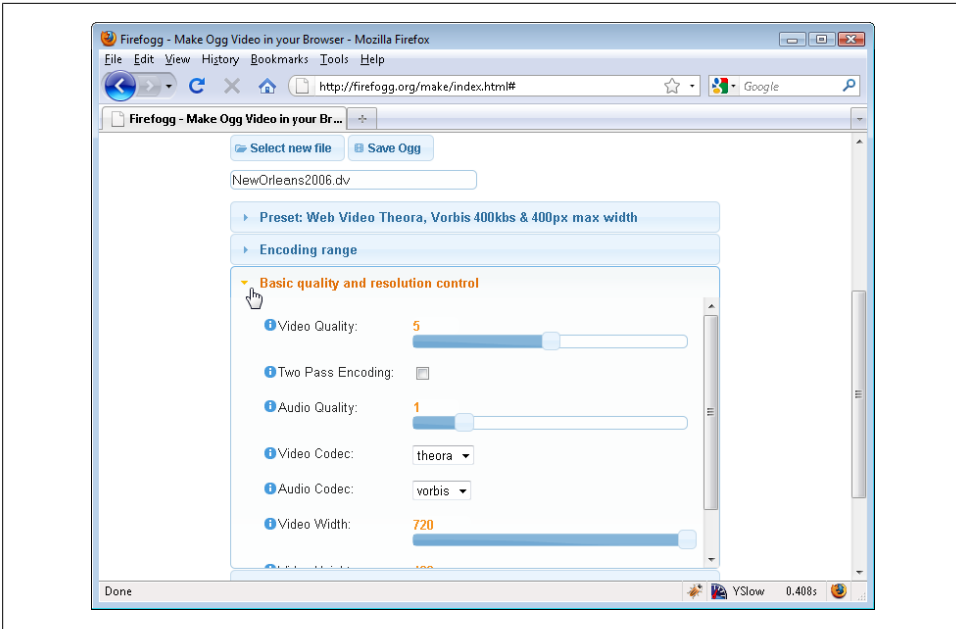 Firefogg - Make Ogg Video in your Browser - Mozilla Firefox
File Edit View History Bookmarks Tools Help
http://firefogg.org/make/index.html# Google
Firefogg - Make Ogg Video in your Br...
Select new file Save Ogg
NewOrleans2006.dv
Preset: Web Video Theora, Vorbis 400kbs & 400px max width
Encoding range
Basic quality and resolution control
Video Quality: 5
Two Pass Encoding:
Audio Quality: 1
Video Codec: theora
Audio Codec: vorbis
Video Width: 720
Done YSlow 0.408s